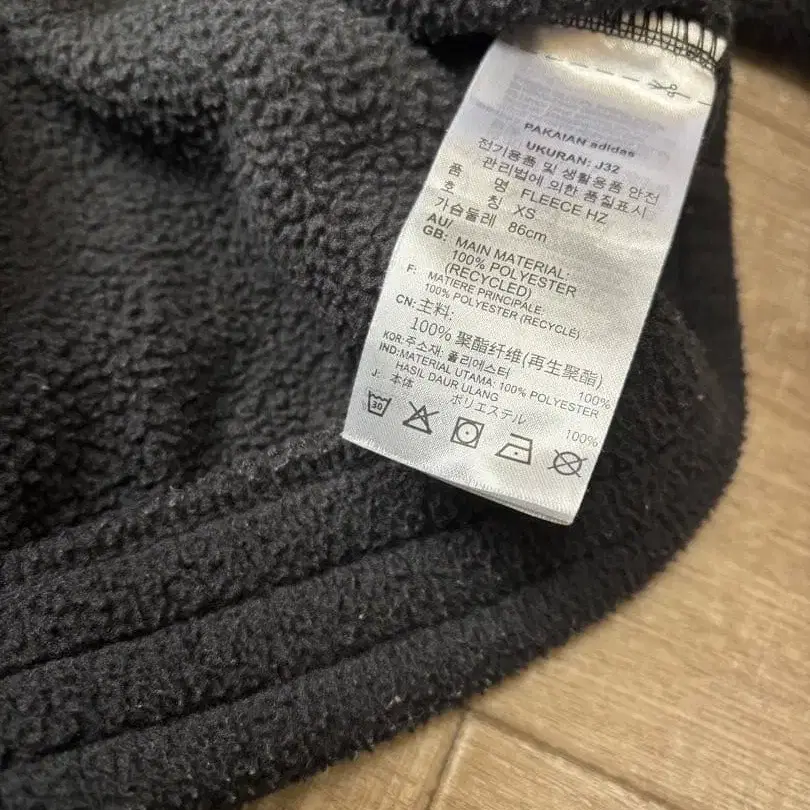 PAKAIAN adidas
UKURAN: J32
전기용품 및 생활용품 안전
관리법에 의한 품질표시
품 명 FLEECE HZ
호 칭 XS
가슴둘레 86cm
AU/
GB: MAIN MATERIAL:
100% POLYESTER
(RECYCLED)
F: MATIERE PRINCIPALE:
100% POLYESTER (RECYCLÉ)
CN: 主料:
100% 聚酯纤维(再生聚酯)
KOR: 주소재: 폴리에스터 100%
IND: MATERIAL UTAMA: 100% POLYESTER
HASIL DAUR ULANG
J: 本体 ポリエステル 100%
30